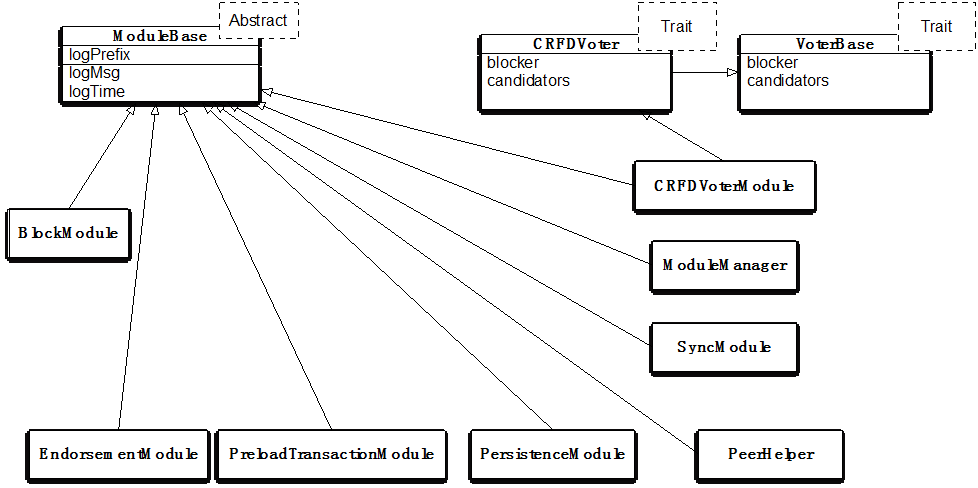 Abstract
ModuleBase
logPrefix
logMsg
logTime
Trait
CRFDVoter
blocker
candidators
Trait
VoterBase
blocker
candidators
CRFDVoterModule
BlockModule
ModuleManager
SyncModule
EndorsementModule
PreloadTransactionModule
PersistenceModule
PeerHelper